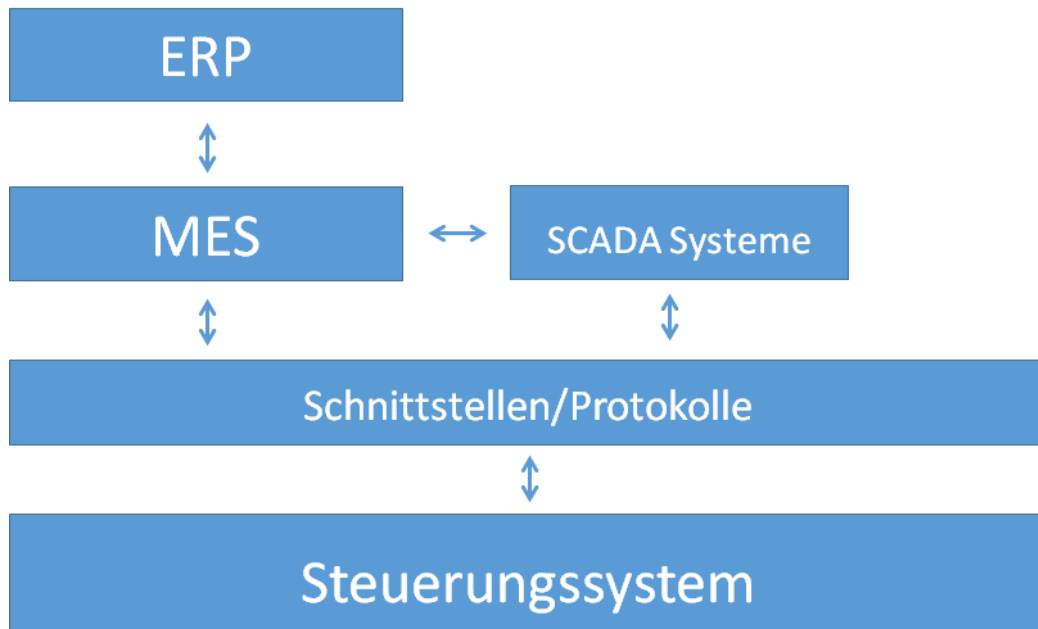 ERP
MES
SCADA Systeme
Schnittstellen/Protokolle
Steuerungssystem